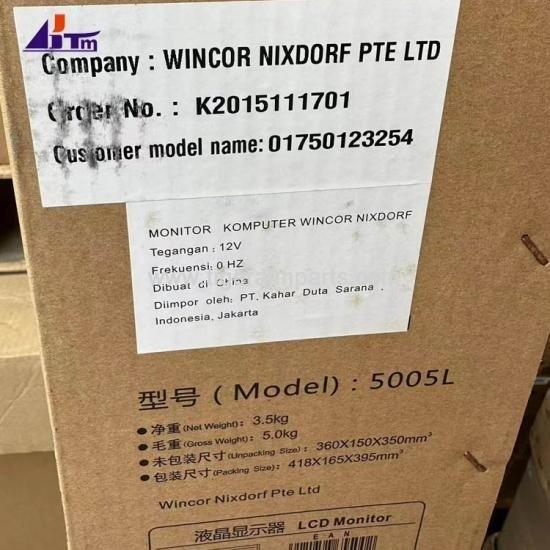 JTm
Company : WINCOR NIXDORF PTE LTD
Order No. : K2015111701
Customer model name: 01750123254
MONITOR KOMPUTER WINCOR NIXDORF
Tegangan : 12V
Frekuensi: 0 HZ
Dibuat di China
Diimpor oleh: PT. Kahar Duta Sarana .
Indonesia, Jakarta
型号 ( Model) : 5005L
●净重(Net Weight): 3.5kg
●毛重(Gross Weight): 5.0kg
●未包装尺寸(Unpacking Size): 360X150X350mm³
●包装尺寸(Packing Size): 418X165X395mm³
Wincor Nixdorf Pte Ltd
液晶显示器 LCD Monitor
EAN